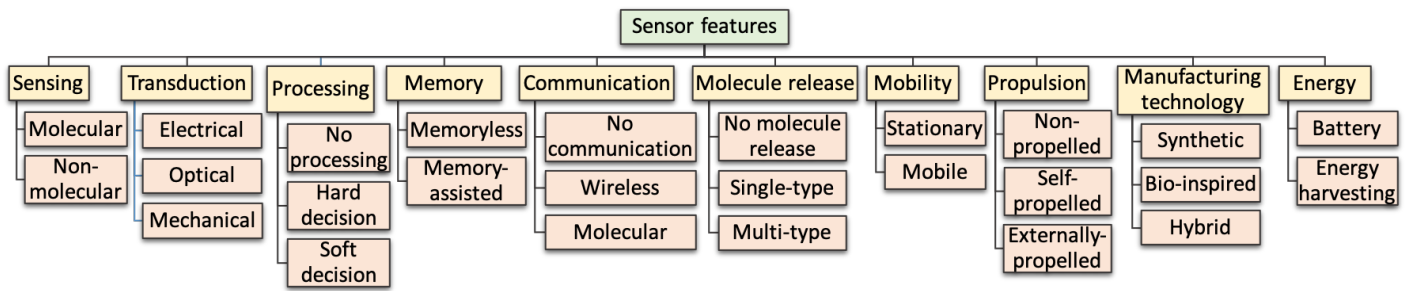 Sensor features
Sensing
Molecular
Non-
molecular
Transduction
Electrical
Optical
Mechanical
Processing
No
processing
Hard
decision
Soft
decision
Memory
Memoryless
Memory-
assisted
Communication
No
communication
Wireless
Molecular
Molecule release
No molecule
release
Single-type
Multi-type
Mobility
Stationary
Mobile
Propulsion
Non-
propelled
Self-
propelled
Externally-
propelled
Manufacturing
technology
Synthetic
Bio-inspired
Hybrid
Energy
Battery
Energy
harvesting